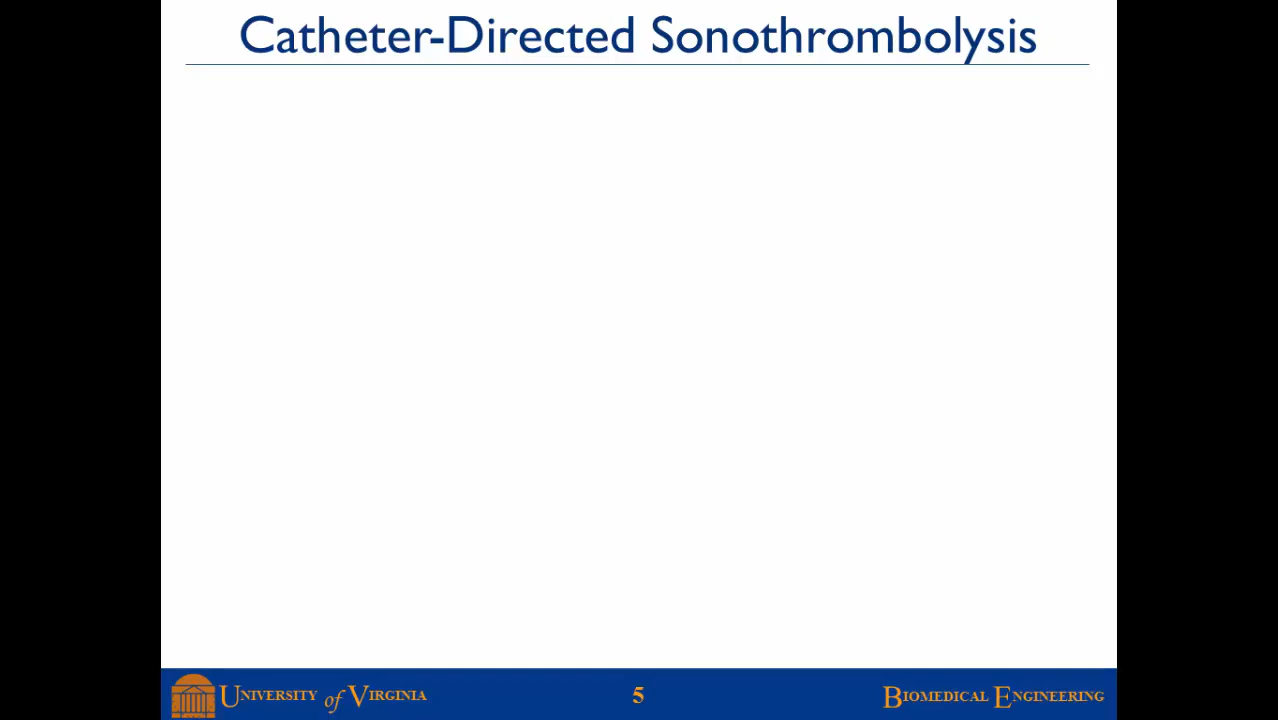 Catheter-Directed Sonothrombolysis
University of Virginia
5
Biomedical Engineering